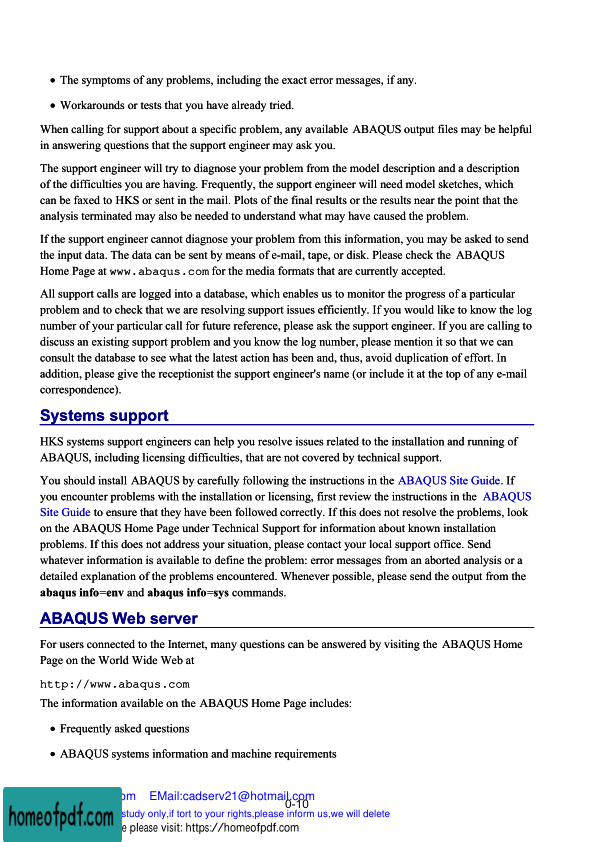 • The symptoms of any problems, including the exact error messages, if any.
• Workarounds or tests that you have already tried.
When calling for support about a specific problem, any available ABAQUS output files may be helpful
in answering questions that the support engineer may ask you.
The support engineer will try to diagnose your problem from the model description and a description
of the difficulties you are having. Frequently, the support engineer will need model sketches, which
can be faxed to HKS or sent in the mail. Plots of the final results or the results near the point that the
analysis terminated may also be needed to understand what may have caused the problem.
If the support engineer cannot diagnose your problem from this information, you may be asked to send
the input data. The data can be sent by means of e-mail, tape, or disk. Please check the ABAQUS
Home Page at www.abaqus.com for the media formats that are currently accepted.
All support calls are logged into a database, which enables us to monitor the progress of a particular
problem and to check that we are resolving support issues efficiently. If you would like to know the log
number of your particular call for future reference, please ask the support engineer. If you are calling to
discuss an existing support problem and you know the log number, please mention it so that we can
consult the database to see what the latest action has been and, thus, avoid duplication of effort. In
addition, please give the receptionist the support engineer's name (or include it at the top of any e-mail
correspondence).
Systems support
HKS systems support engineers can help you resolve issues related to the installation and running of
ABAQUS, including licensing difficulties, that are not covered by technical support.
You should install ABAQUS by carefully following the instructions in the ABAQUS Site Guide. If
you encounter problems with the installation or licensing, first review the instructions in the ABAQUS
Site Guide to ensure that they have been followed correctly. If this does not resolve the problems, look
on the ABAQUS Home Page under Technical Support for information about known installation
problems. If this does not address your situation, please contact your local support office. Send
whatever information is available to define the problem: error messages from an aborted analysis or a
detailed explanation of the problems encountered. Whenever possible, please send the output from the
abaqus info=env and abaqus info=sys commands.
ABAQUS Web server
For users connected to the Internet, many questions can be answered by visiting the ABAQUS Home
Page on the World Wide Web at
http://www.abaqus.com
The information available on the ABAQUS Home Page includes:
• Frequently asked questions
• ABAQUS systems information and machine requirements
om EMail:cadserv21@hotmail.com
0-10
study only,if tort to your rights,please inform us,we will delete
homeofpdf.com
e please visit: https://homeofpdf.com